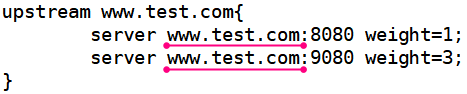 upstream www.test.com{
        server www.test.com:8080 weight=1;
        server www.test.com:9080 weight=3;
}